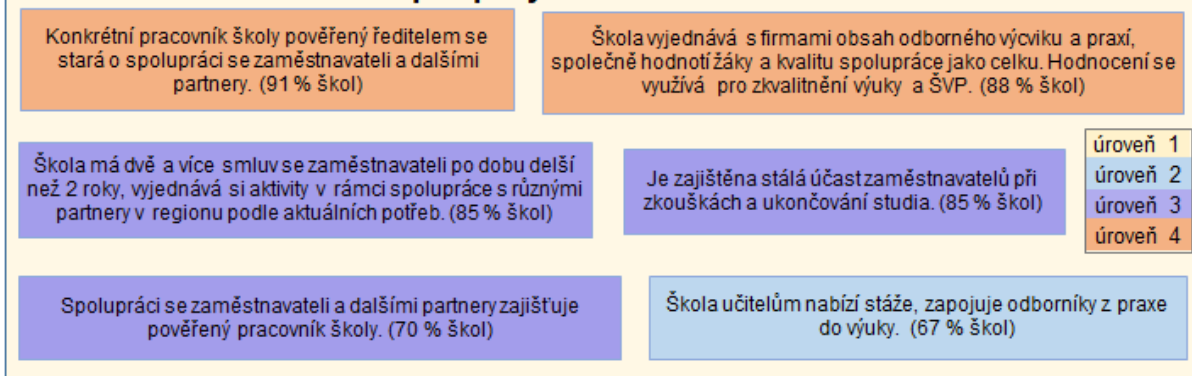 Konkrétní pracovník školy pověřený ředitelem se
stará o spolupráci se zaměstnavateli a dalšími
partnery. (91 % škol)
Škola vyjednává s firmami obsah odborného výcviku a praxí,
společně hodnotí žáky a kvalitu spolupráce jako celku. Hodnocení se
využívá pro zkvalitnění výuky a ŠVP. (88 % škol)
Škola má dvě a více smluv se zaměstnavateli po dobu delší
než 2 roky, vyjednává si aktivity v rámci spolupráce s různými
partnery v regionu podle aktuálních potřeb. (85 % škol)
Je zajištěna stálá účast zaměstnavatelů při
zkouškách a ukončování studia. (85 % škol)
úroveň 1
úroveň 2
úroveň 3
úroveň 4
Spolupráci se zaměstnavateli a dalšími partnery zajišťuje
pověřený pracovník školy. (70 % škol)
Škola učitelům nabízí stáže, zapojuje odborníky z praxe
do výuky. (67 % škol)